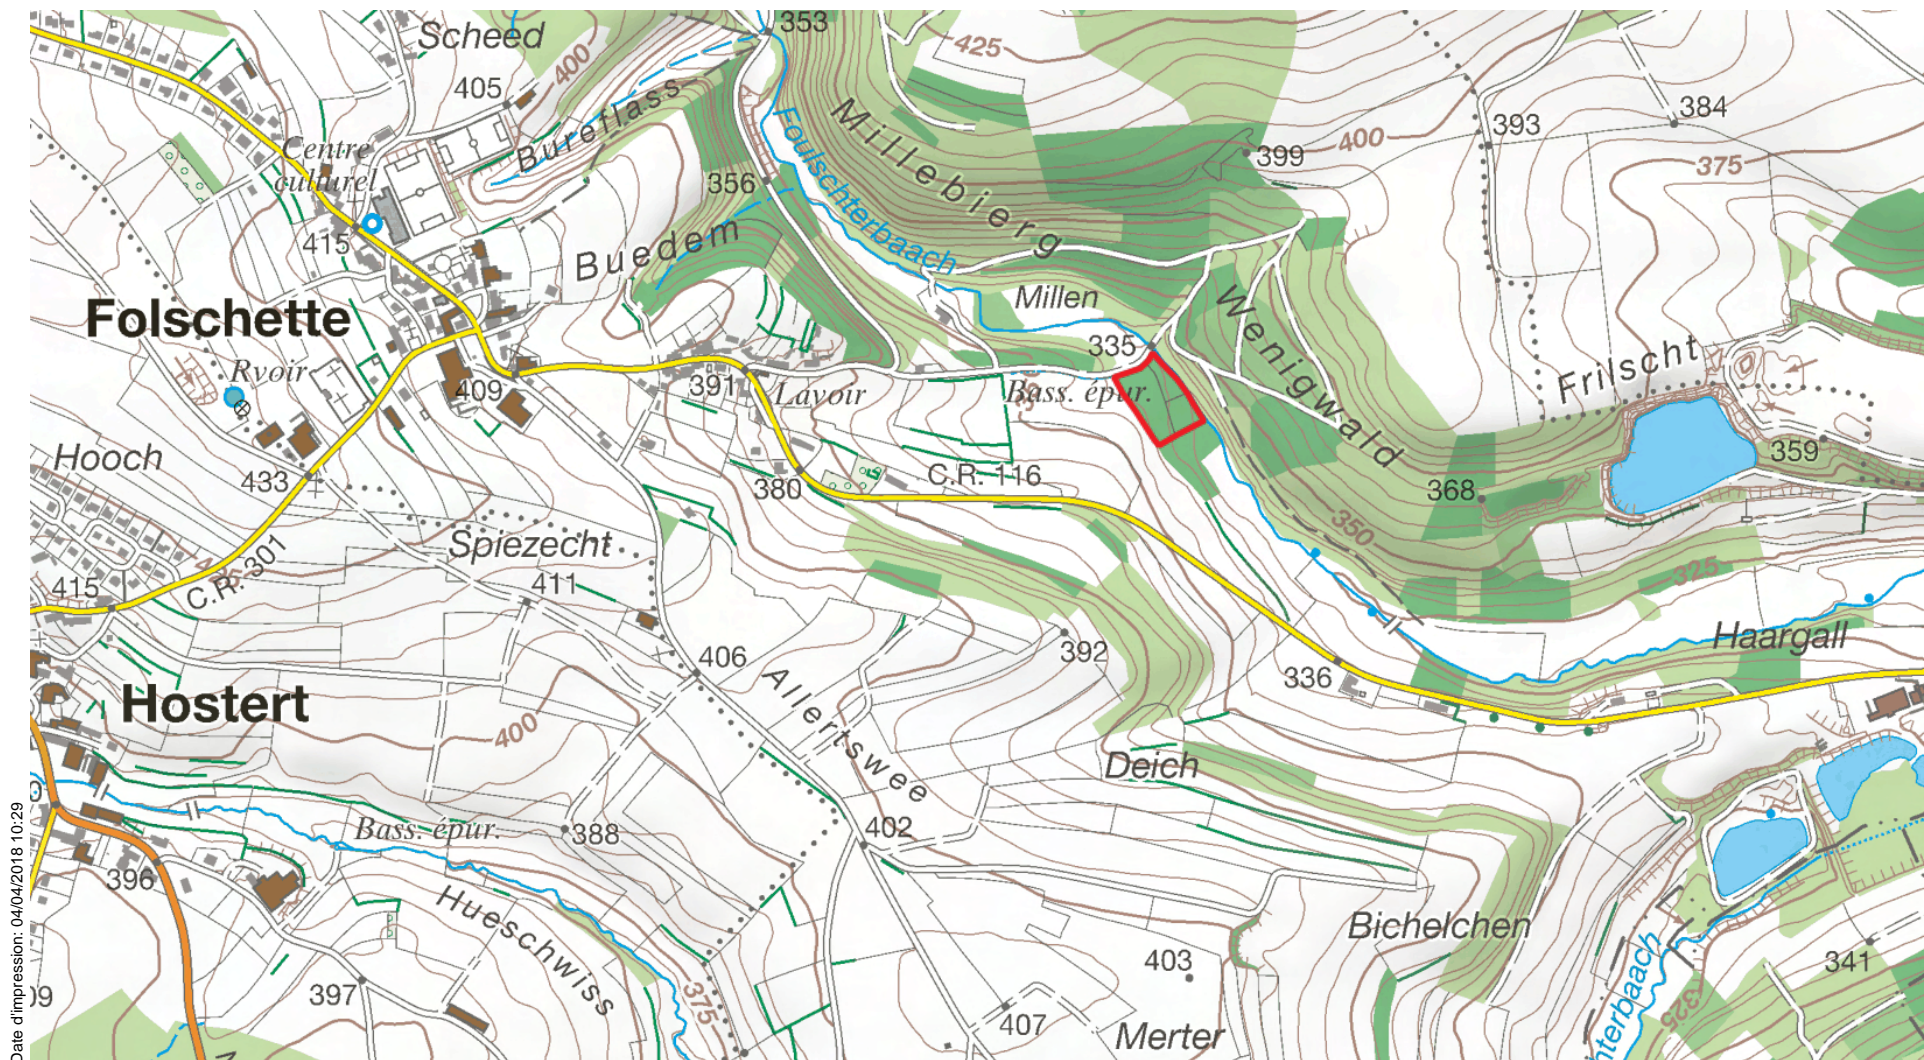 Scheed
353
425
400
405
Bureflass
Foulschterbaach
Millebierg
384
393
400
399
375
Centre
culturel
356
415
Buedem
Millen
Wenigwald
Folschette
335
Frilscht
Rvoir
409
391
Lavoir
Bass. épur.
Hooch
433
380
C.R. 116
359
368
350
Spiezecht
C.R. 301
415
411
325
Haargall
406
392
336
Allertswee
Hostert
400
Deich
Bass. épur.
388
402
396
Hueschwiss
Bichelchen
403
341
397
375
407
Merter
325
nterbaach
Date d'impression: 04/04/2018 10:29